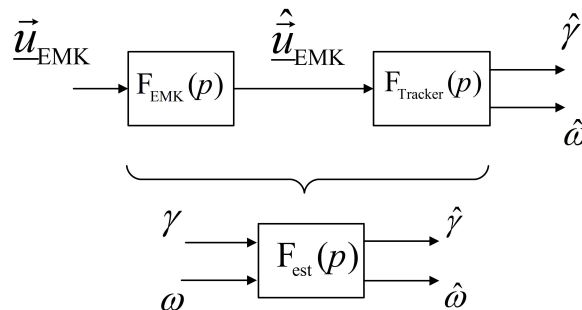 u⃗_EMK
û⃗_EMK
γ̂
F_EMK(p)
F_Tracker(p)
ω̂
γ
γ̂
F_est(p)
ω
ω̂